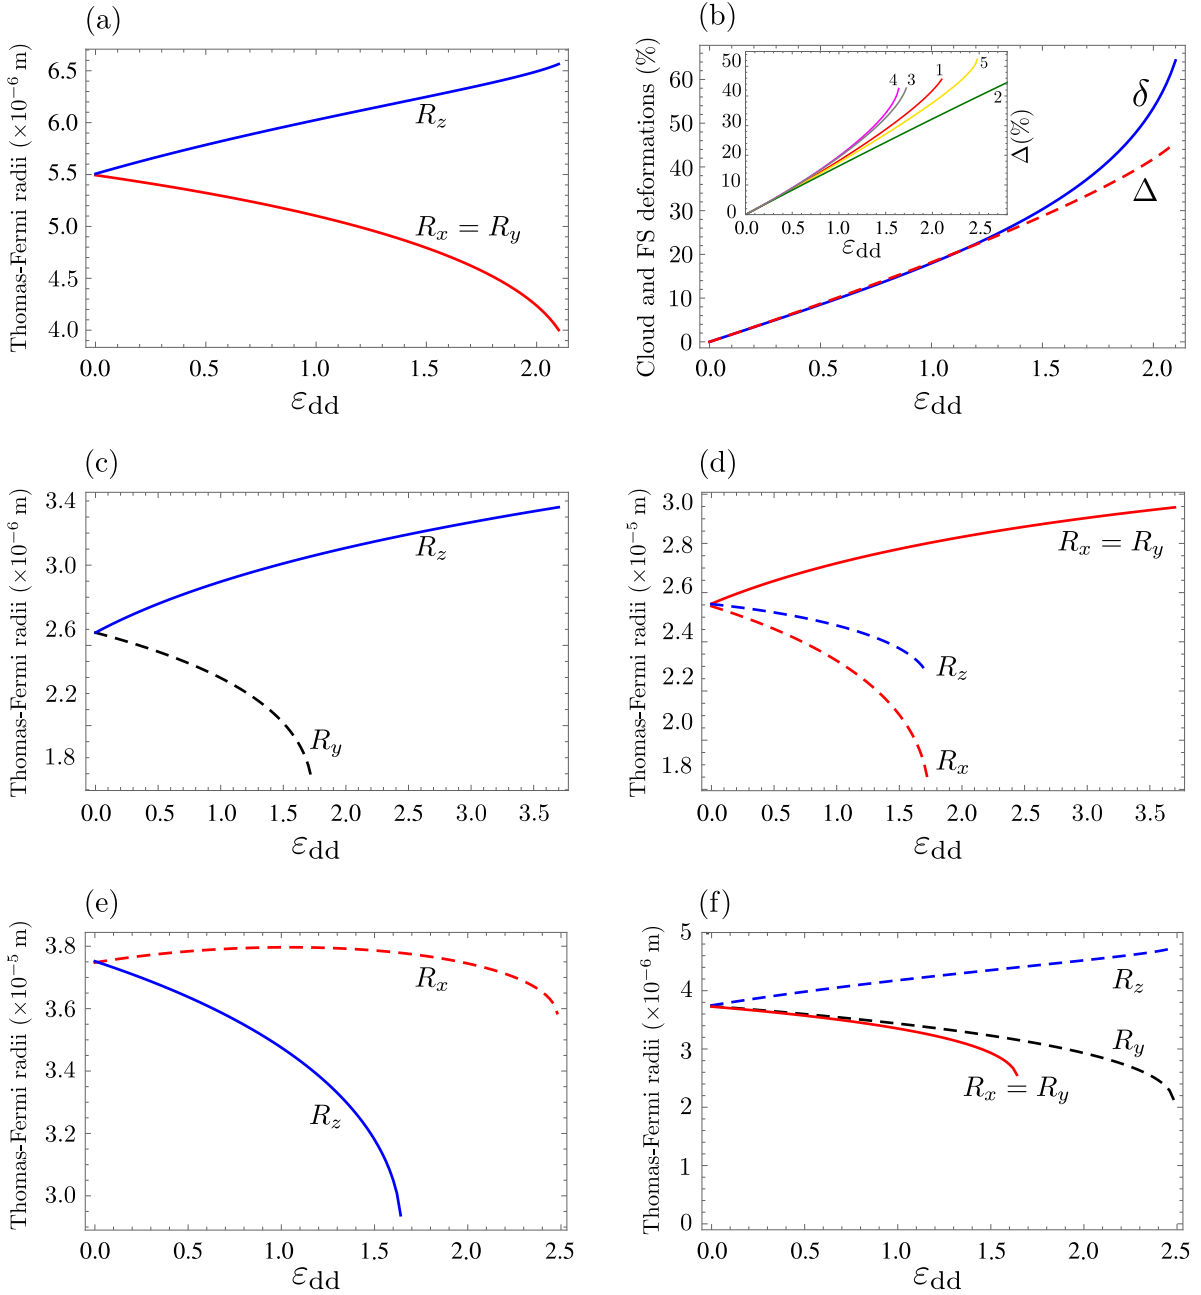 (a)
Thomas-Fermi radii (×10⁻⁶ m)
6.5
6.0
5.5
5.0
4.5
4.0
R_z
R_x = R_y
0.0 0.5 1.0 1.5 2.0
ε_dd
(b)
Cloud and FS deformations (%)
60
50
40
30
20
10
0
δ
Δ
50
40
30
20
10
0
4 3 1 5
2
Δ(%)
0.0 0.5 1.0 1.5 2.0 2.5
ε_dd
0.0 0.5 1.0 1.5 2.0
ε_dd
(c)
Thomas-Fermi radii (×10⁻⁶ m)
3.4
3.0
2.6
2.2
1.8
R_z
R_y
0.0 0.5 1.0 1.5 2.0 2.5 3.0 3.5
ε_dd
(d)
Thomas-Fermi radii (×10⁻⁵ m)
3.0
2.8
2.6
2.4
2.2
2.0
1.8
R_x = R_y
R_z
R_x
0.0 0.5 1.0 1.5 2.0 2.5 3.0 3.5
ε_dd
(e)
Thomas-Fermi radii (×10⁻⁵ m)
3.8
3.6
3.4
3.2
3.0
R_x
R_z
0.0 0.5 1.0 1.5 2.0 2.5
ε_dd
(f)
Thomas-Fermi radii (×10⁻⁶ m)
5
4
3
2
1
0
R_z
R_y
R_x = R_y
0.0 0.5 1.0 1.5 2.0 2.5
ε_dd